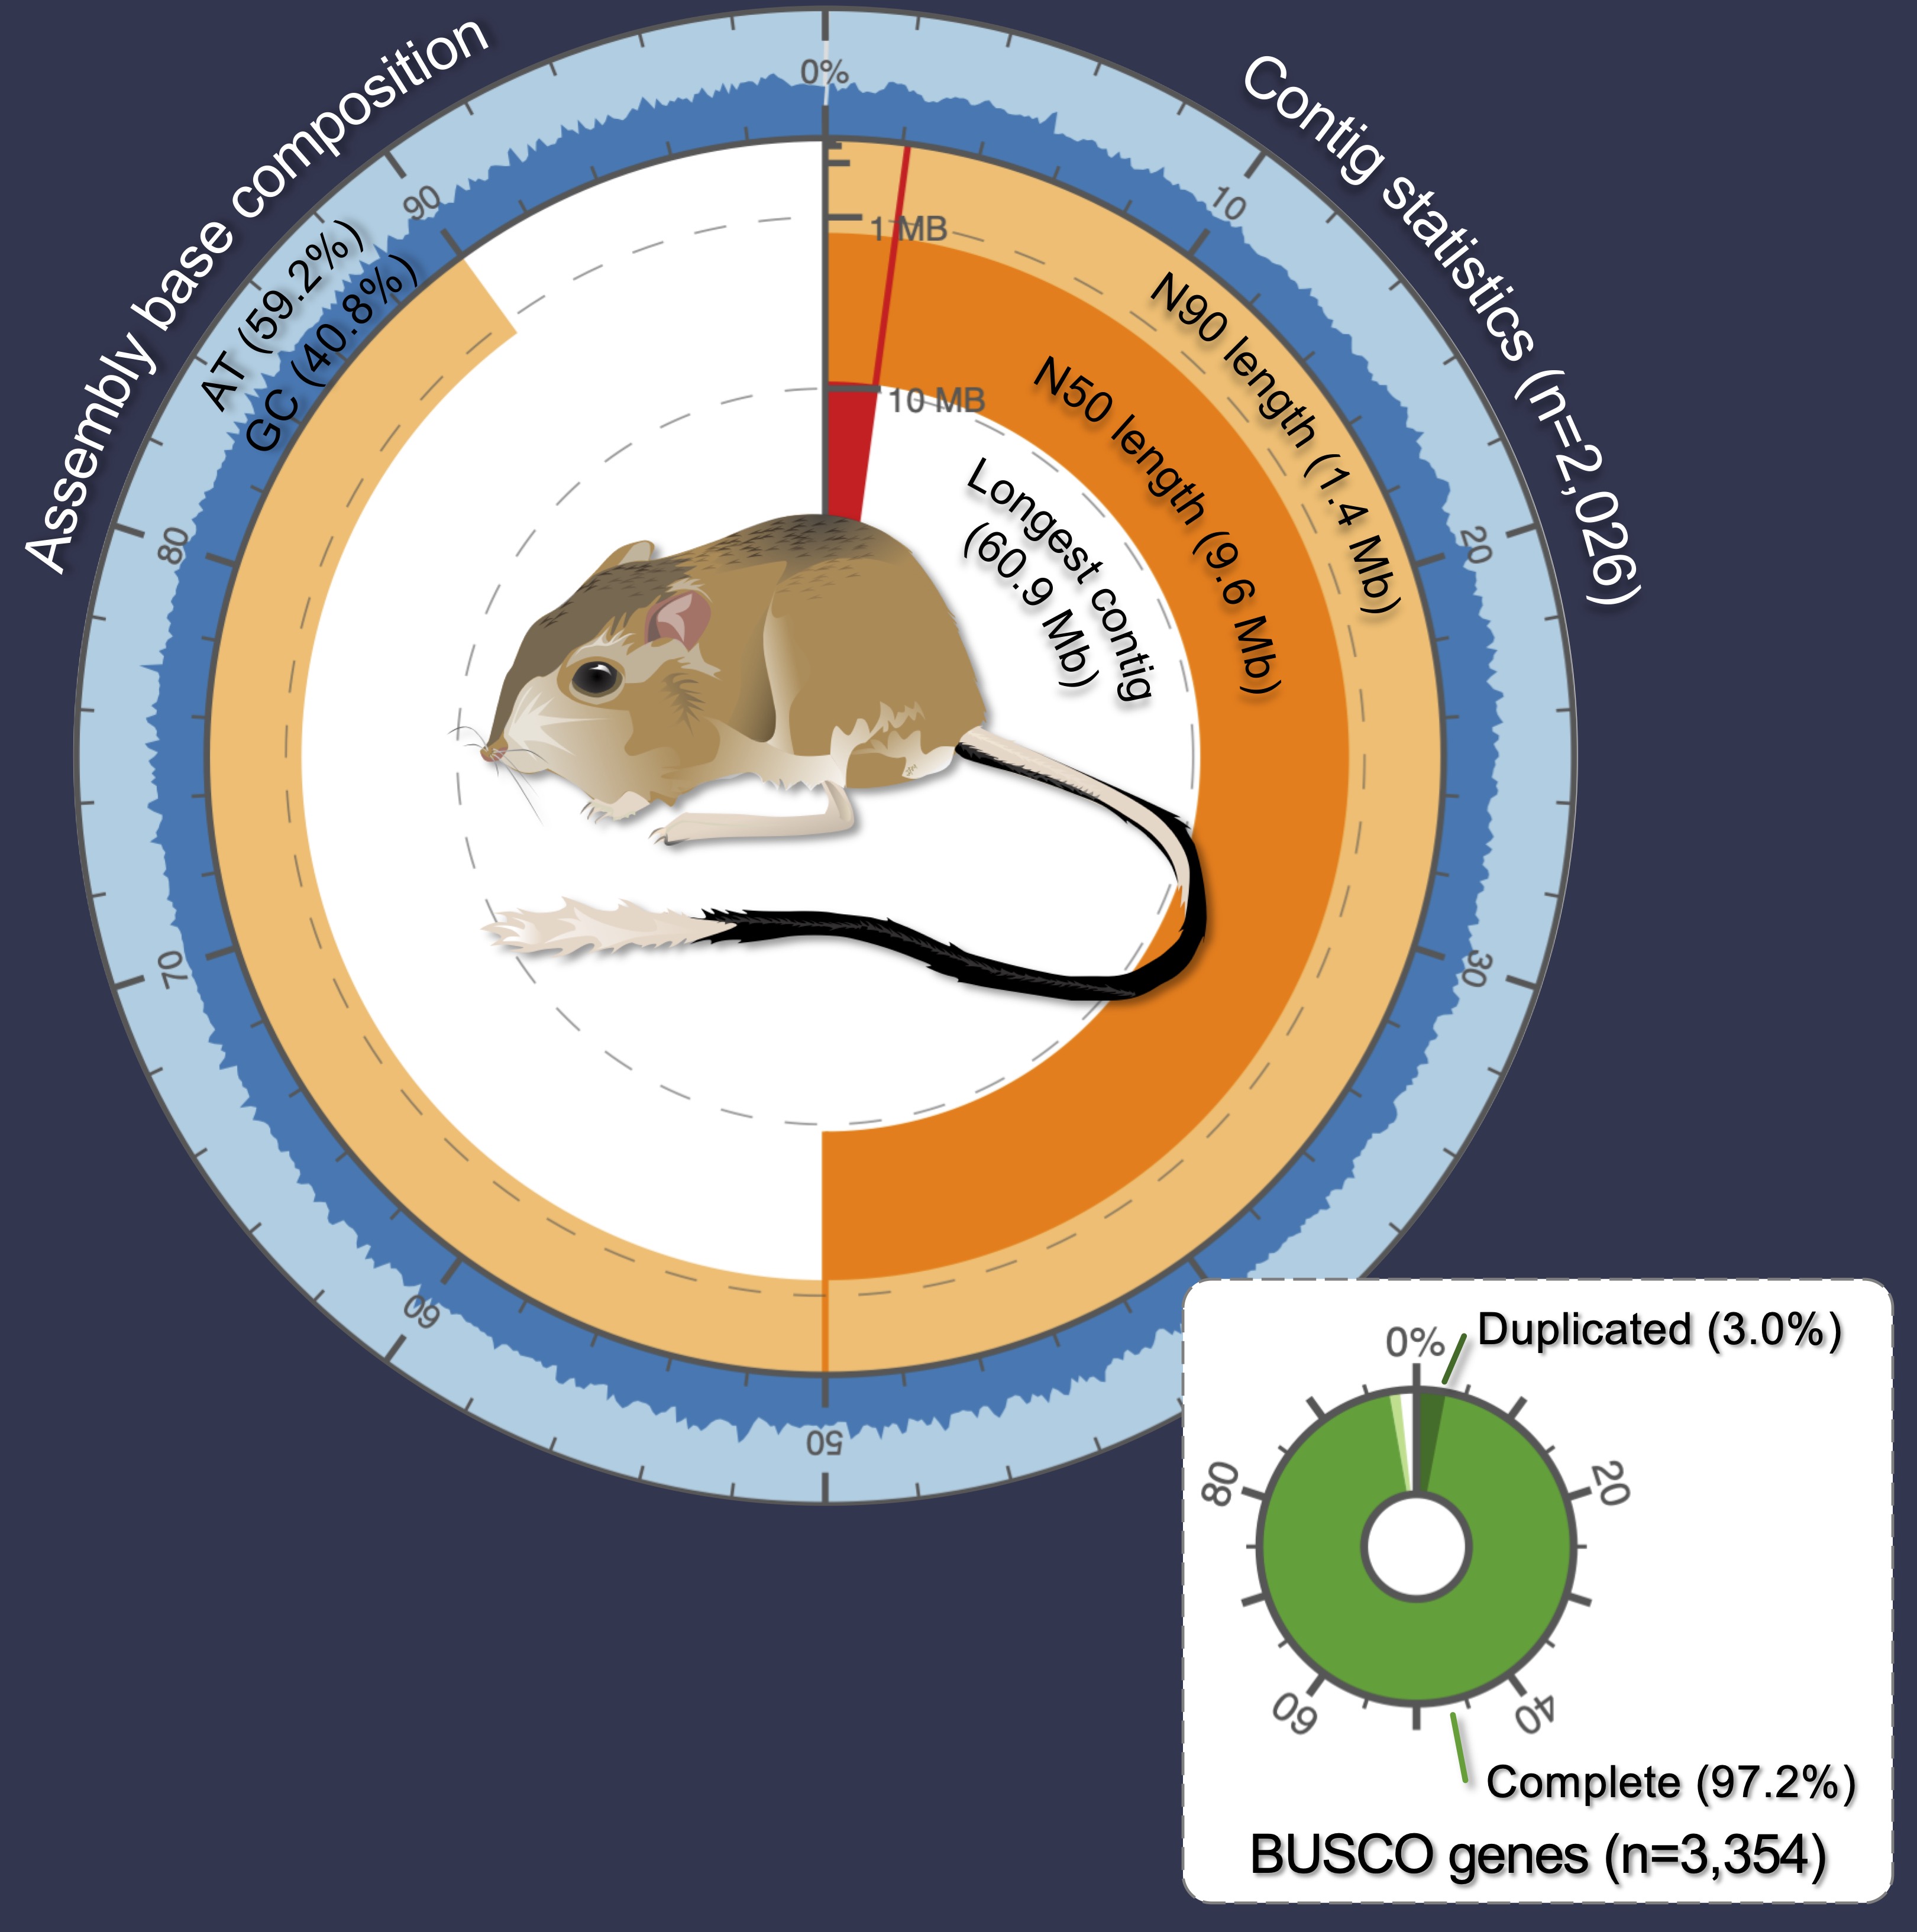 Assembly base composition
Contig statistics (n=2,026)
AT (59.2%)
GC (40.8%)
0%
10
20
30
50
60
70
80
90
1 MB
10 MB
N90 length (1.4 Mb)
N50 length (9.6 Mb)
Longest contig
(60.9 Mb)
Duplicated (3.0%)
0%
20
40
60
80
Complete (97.2%)
BUSCO genes (n=3,354)